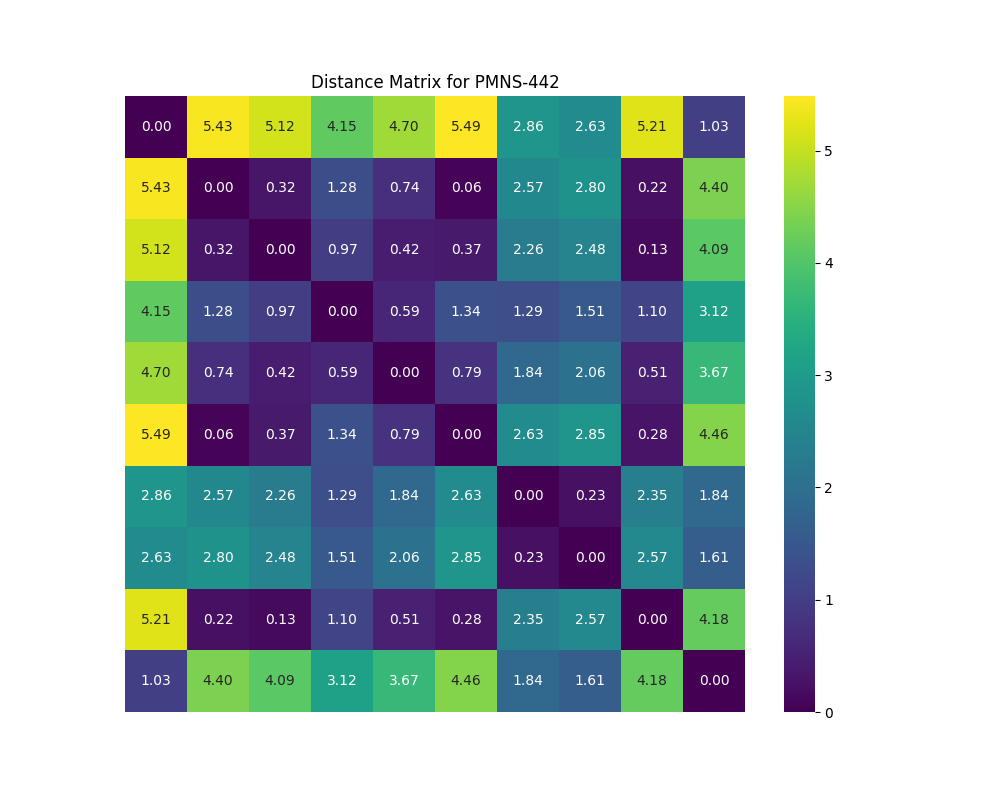 Distance Matrix for PMNS-442
0.00 5.43 5.12 4.15 4.70 5.49 2.86 2.63 5.21 1.03
5.43 0.00 0.32 1.28 0.74 0.06 2.57 2.80 0.22 4.40
5.12 0.32 0.00 0.97 0.42 0.37 2.26 2.48 0.13 4.09
4.15 1.28 0.97 0.00 0.59 1.34 1.29 1.51 1.10 3.12
4.70 0.74 0.42 0.59 0.00 0.79 1.84 2.06 0.51 3.67
5.49 0.06 0.37 1.34 0.79 0.00 2.63 2.85 0.28 4.46
2.86 2.57 2.26 1.29 1.84 2.63 0.00 0.23 2.35 1.84
2.63 2.80 2.48 1.51 2.06 2.85 0.23 0.00 2.57 1.61
5.21 0.22 0.13 1.10 0.51 0.28 2.35 2.57 0.00 4.18
1.03 4.40 4.09 3.12 3.67 4.46 1.84 1.61 4.18 0.00
5
4
3
2
1
0